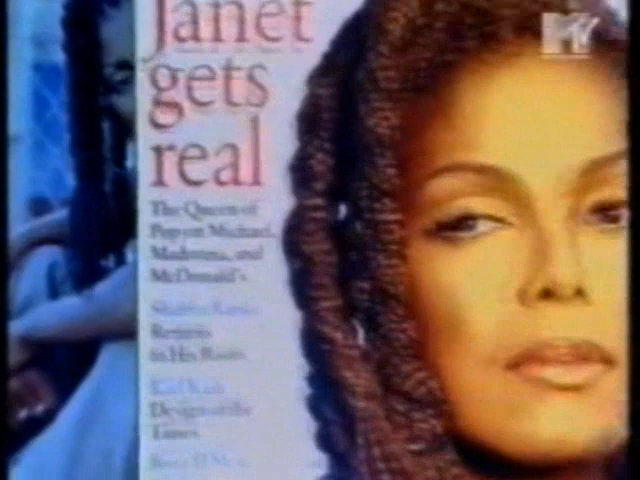 Janet
gets
real
The Queen of
Pop on Michael,
Madonna, and
McDonald's
Shabba Ranks
Returns
to His Roots
Karl Kani
Design of the
Times
MTV